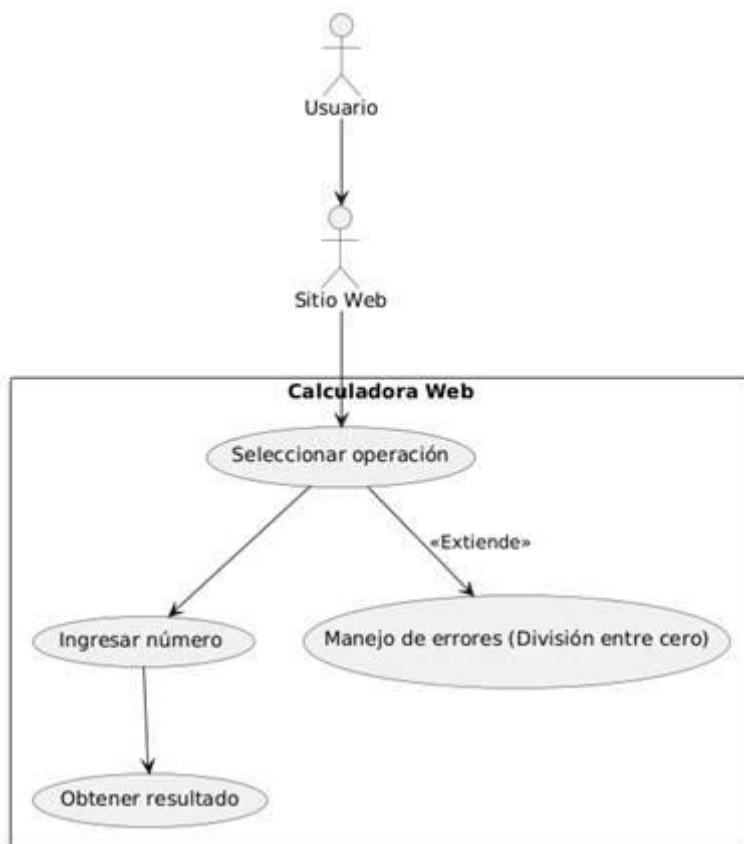 Usuario
Sitio Web
Calculadora Web
Seleccionar operación
«Extiende»
Ingresar número
Manejo de errores (División entre cero)
Obtener resultado